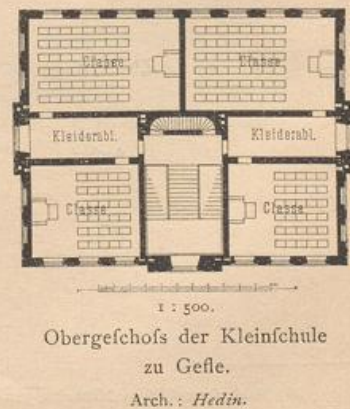 Classe Classe
Kleiderabl. Kleiderabl.
Classe Classe
1 : 500.
Obergeſchoſs der Kleinſchule
zu Gefle.
Arch.: Hedin.